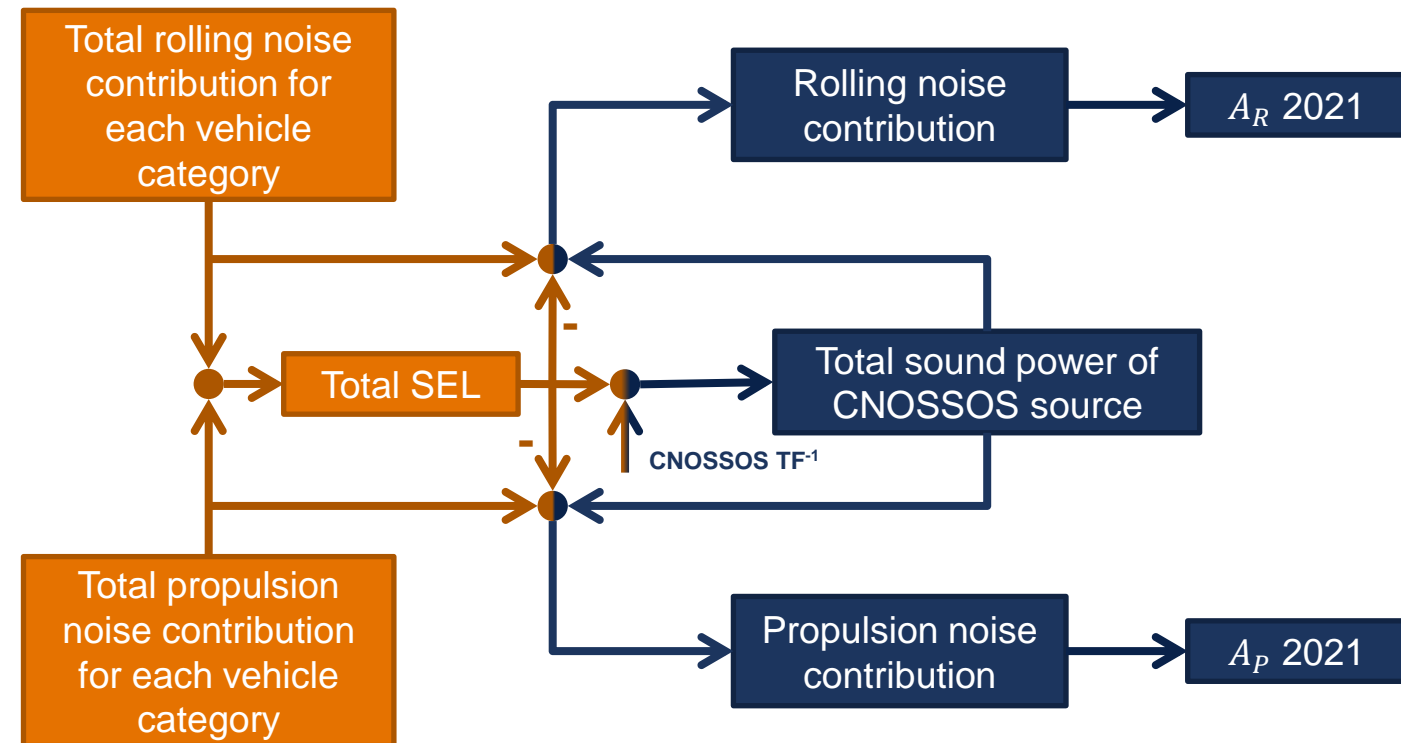 Total rolling noise
contribution for
each vehicle
category
Rolling noise
contribution
A_R 2021
-
Total SEL
Total sound power of
CNOSSOS source
-
CNOSSOS TF⁻¹
Total propulsion
noise contribution
for each vehicle
category
Propulsion noise
contribution
A_P 2021